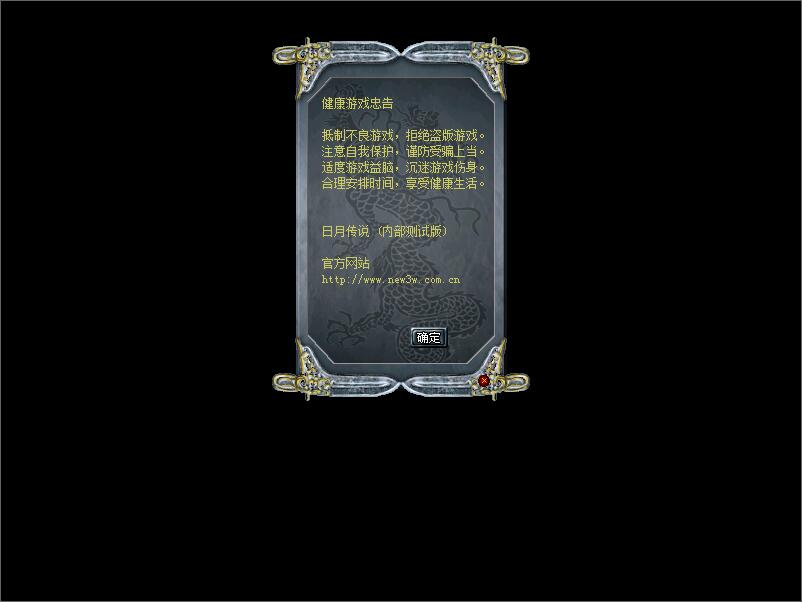 健康游戏忠告
抵制不良游戏，拒绝盗版游戏。
注意自我保护，谨防受骗上当。
适度游戏益脑，沉迷游戏伤身。
合理安排时间，享受健康生活。
日月传说（内部测试版）
官方网站
http://www.new3w.com.cn
确定